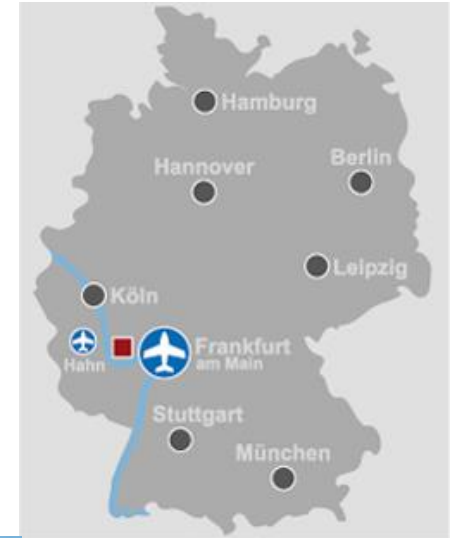 Hamburg
Hannover
Berlin
Leipzig
Köln
Hahn
Frankfurt
am Main
Stuttgart
München